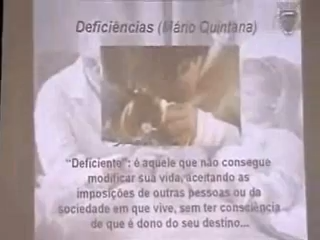 Deficiências (Mário Quintana)
"Deficiente": é aquele que não consegue
modificar sua vida, aceitando as
imposições de outras pessoas ou da
sociedade em que vive, sem ter consciência
de que é dono do seu destino...